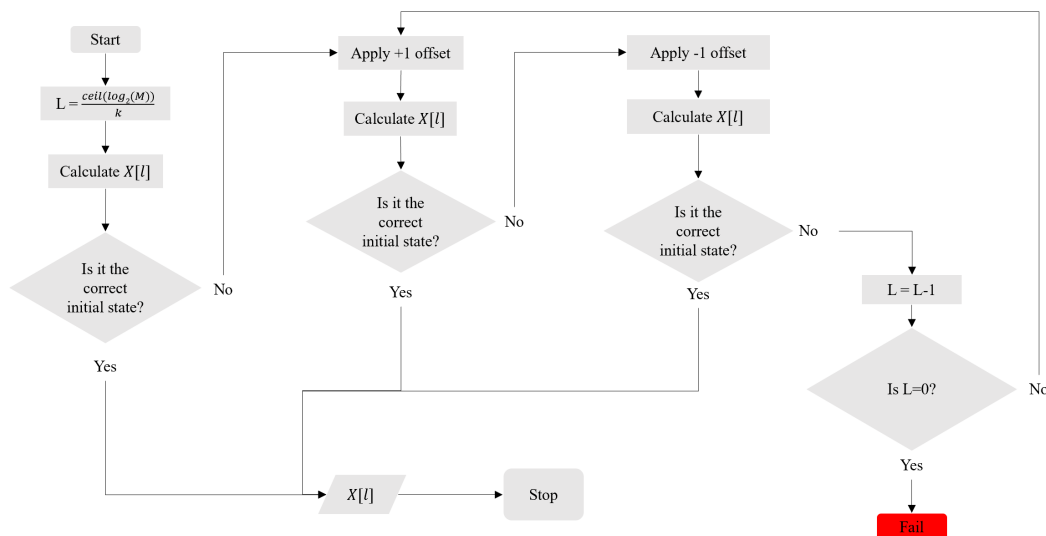 Start
L = ceil(log₂(M)) / k
Calculate X[l]
Is it the
correct
initial state?
No
Yes
Apply +1 offset
Calculate X[l]
Is it the
correct
initial state?
No
Yes
Apply -1 offset
Calculate X[l]
Is it the
correct
initial state?
No
Yes
L = L-1
Is L=0?
No
Yes
Fail
X[l]
Stop